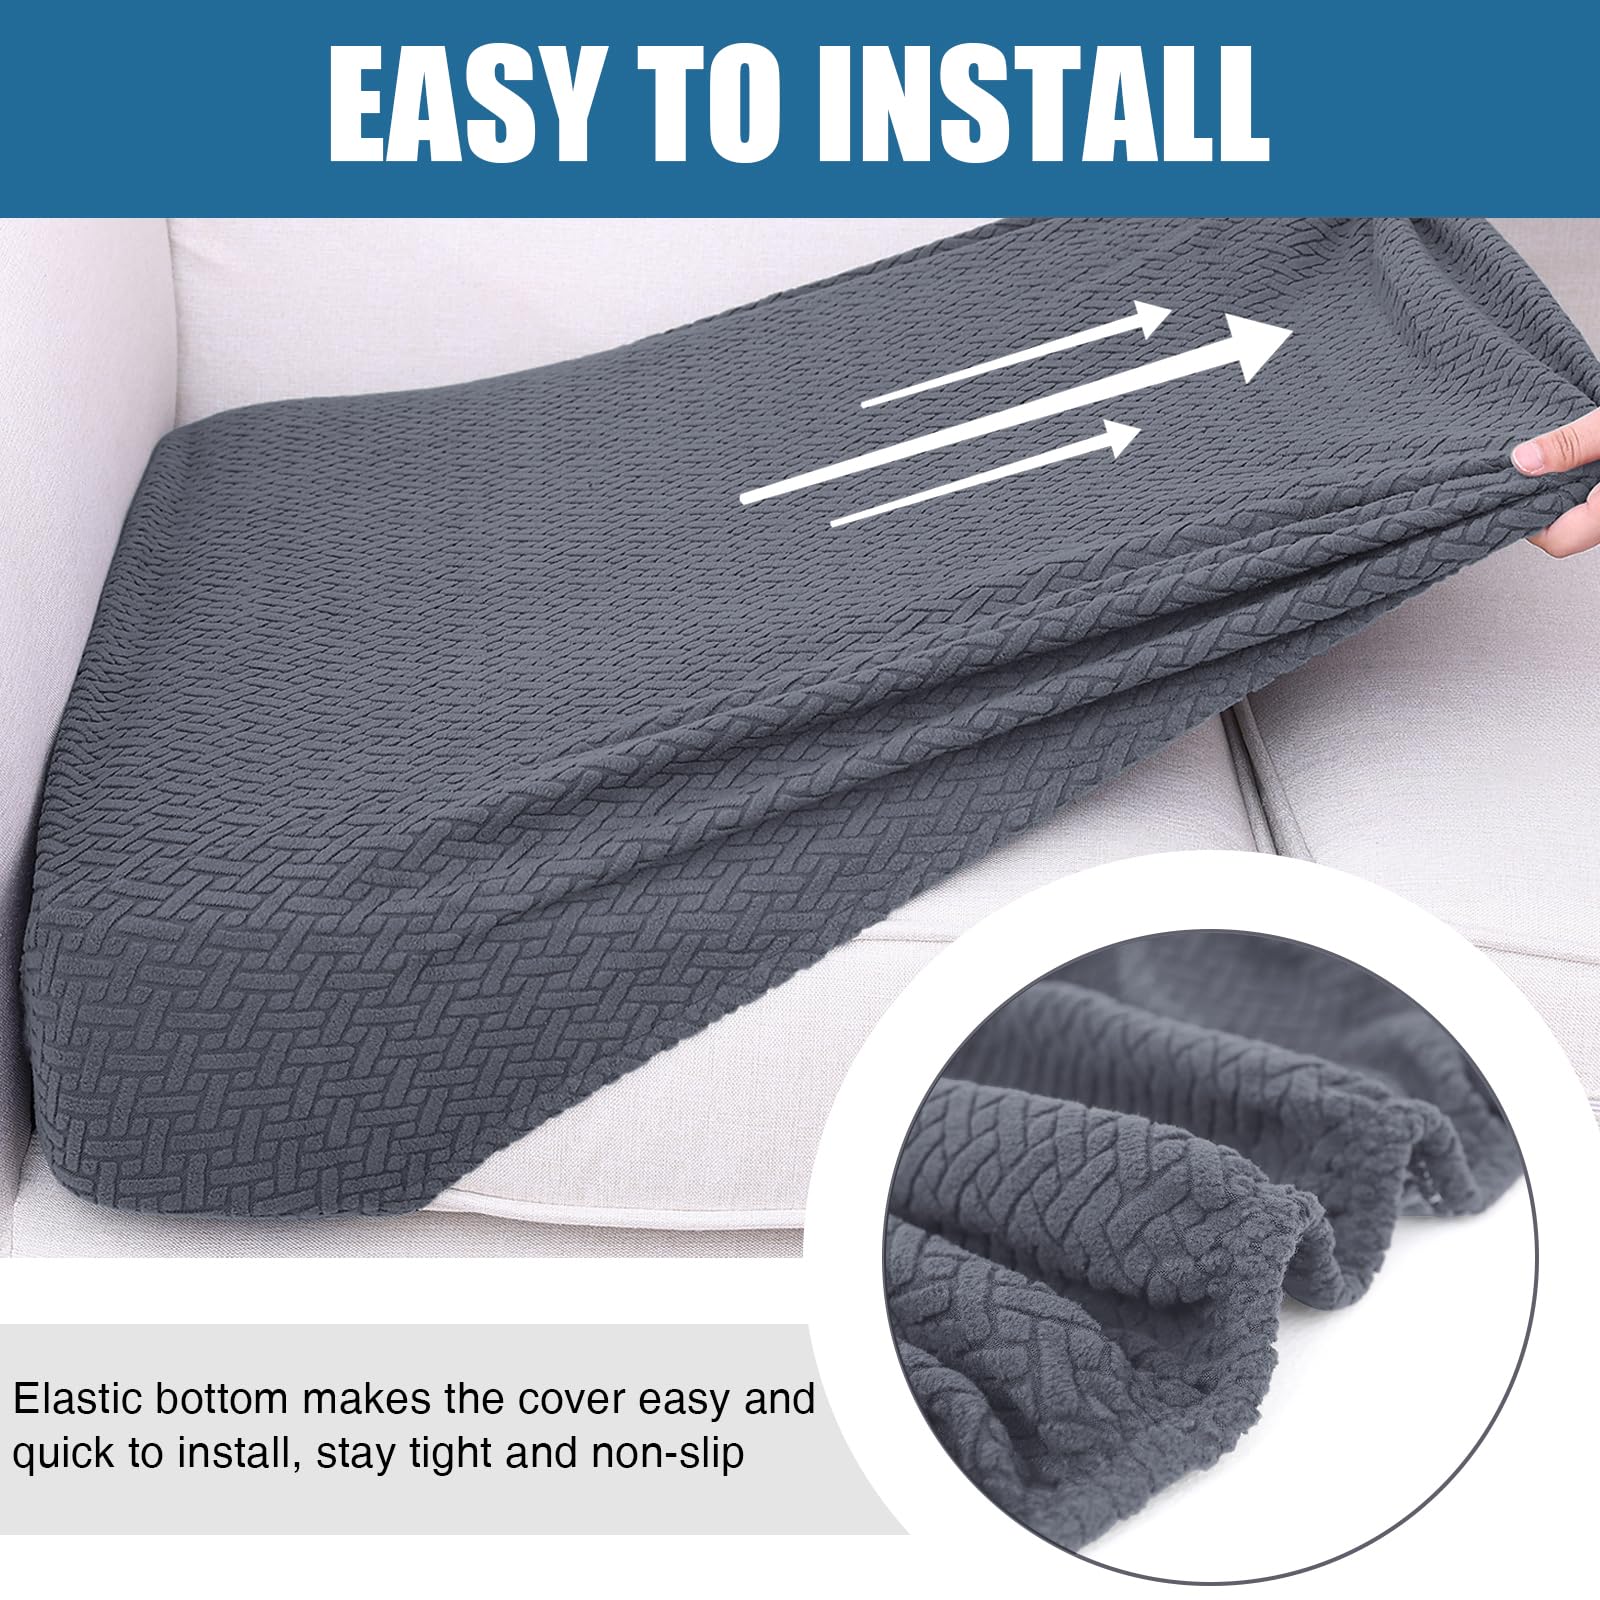 EASY TO INSTALL
Elastic bottom makes the cover easy and
quick to install, stay tight and non-slip